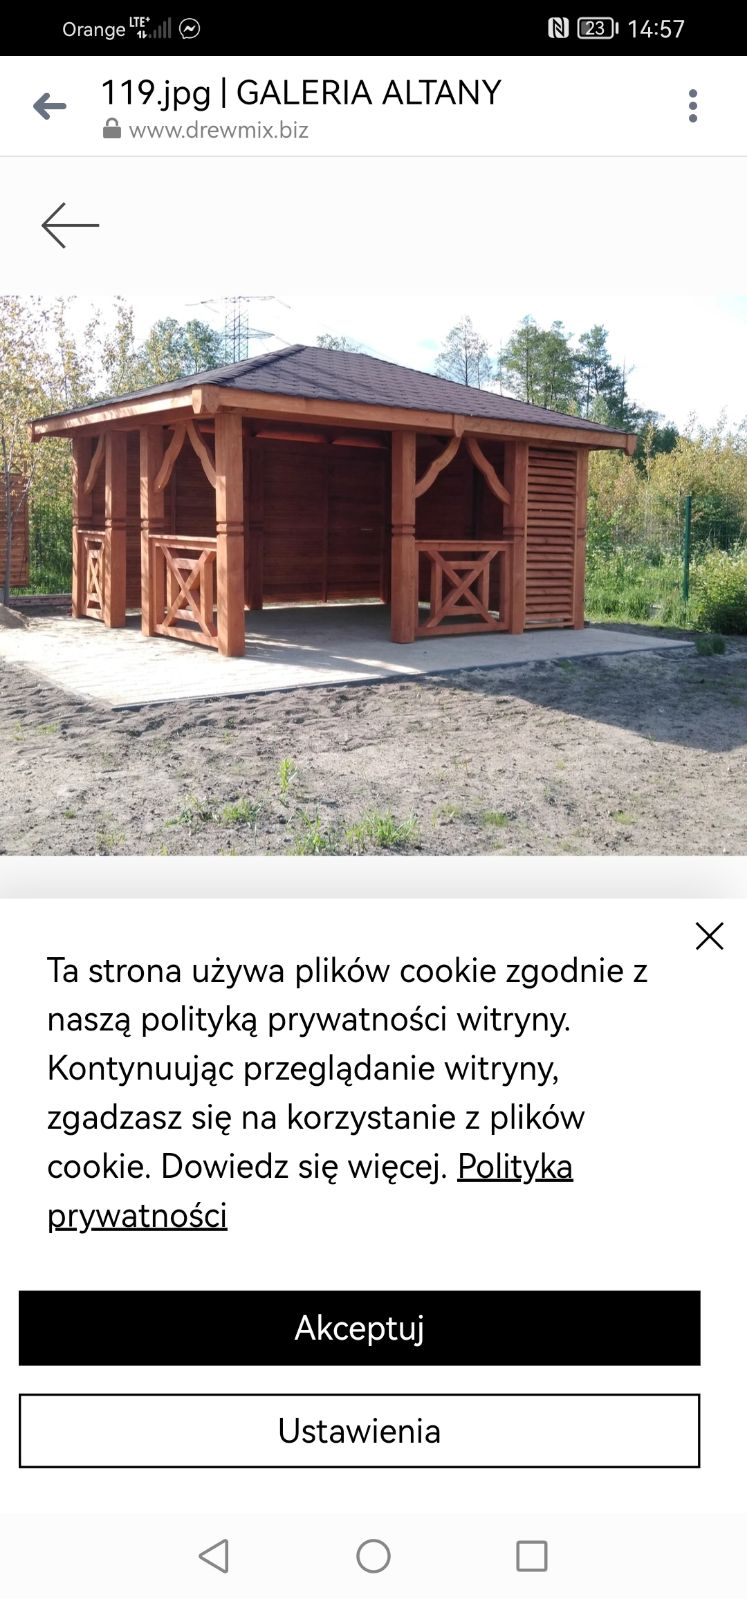 Orange LTE+ 23 14:57
119.jpg | GALERIA ALTANY
www.drewmix.biz
Ta strona używa plików cookie zgodnie z
naszą polityką prywatności witryny.
Kontynuując przeglądanie witryny,
zgadzasz się na korzystanie z plików
cookie. Dowiedz się więcej. Polityka
prywatności
Akceptuj
Ustawienia